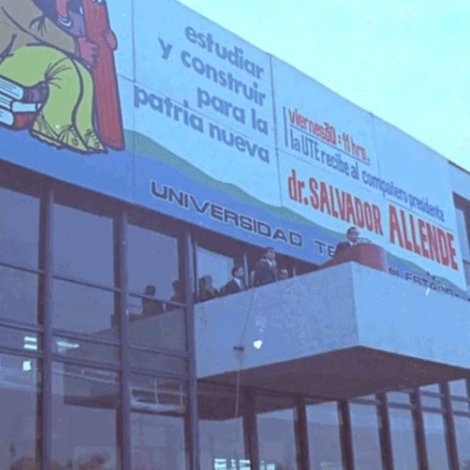 estudiar
y construir
para la
patria nueva
viernes 30: 11 hrs.
la UTE recibe al compañero presidente
dr. SALVADOR ALLENDE
UNIVERSIDAD